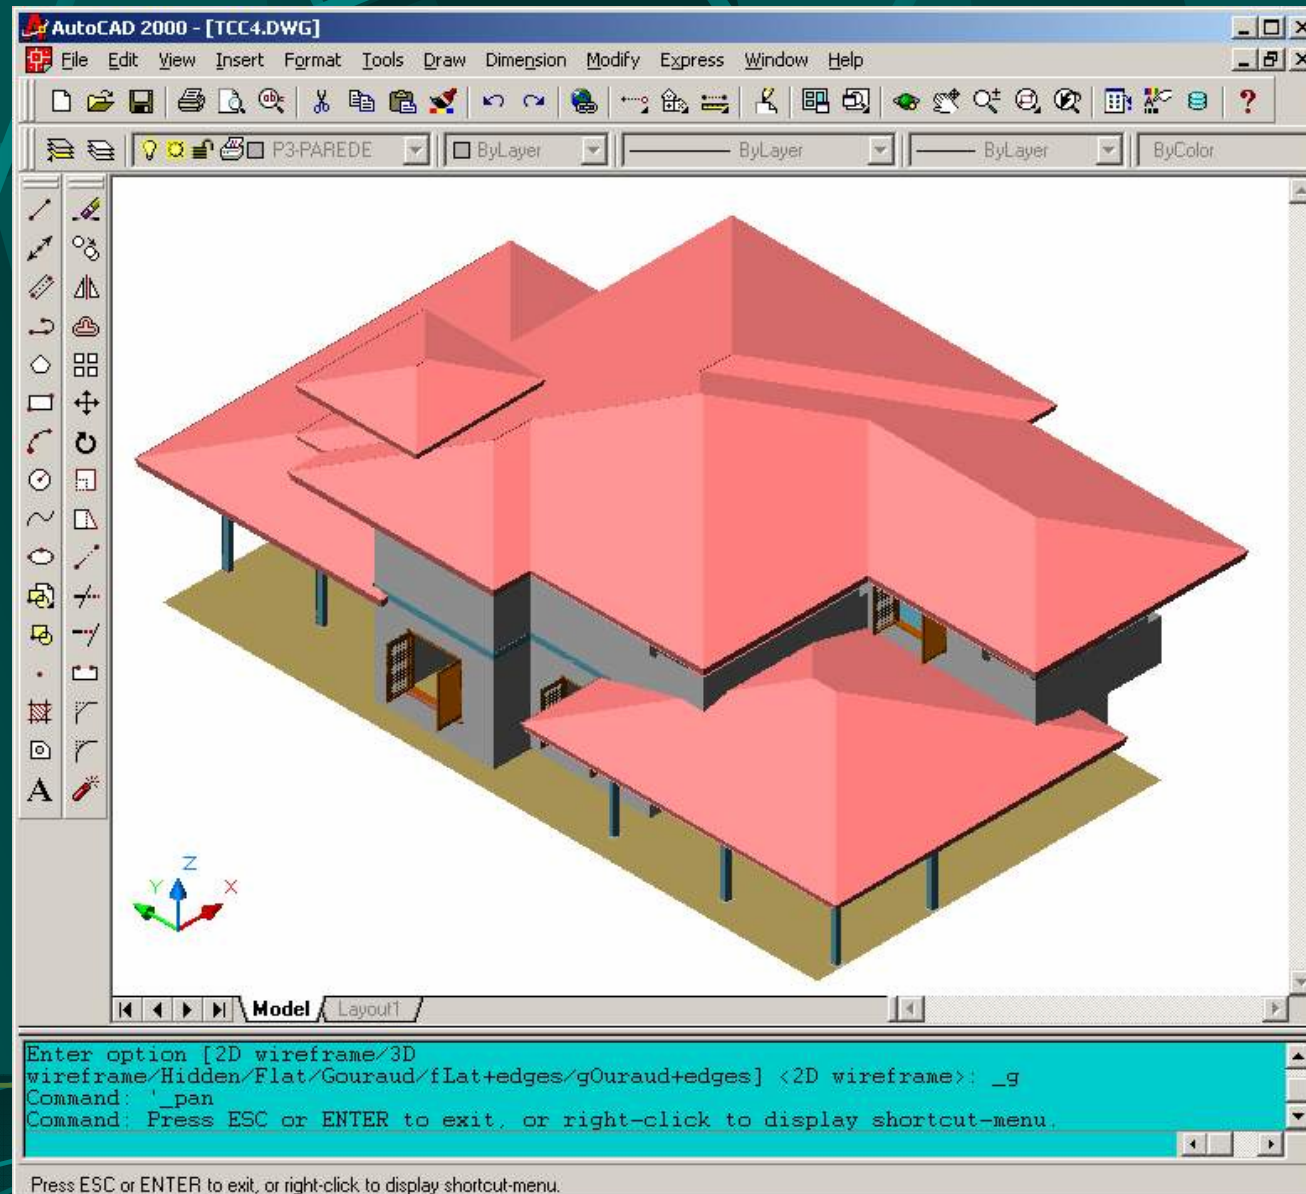 AutoCAD 2000 - [TCC4.DWG]
File Edit View Insert Format Tools Draw Dimension Modify Express Window Help
P3-PAREDE ByLayer ByLayer ByLayer ByColor
A
Z
Y X
Model Layout1
Enter option [2D wireframe/3D
wireframe/Hidden/Flat/Gouraud/fLat+edges/gOuraud+edges] <2D wireframe>: _g
Command: '_pan
Command: Press ESC or ENTER to exit, or right-click to display shortcut-menu.
Press ESC or ENTER to exit, or right-click to display shortcut-menu.